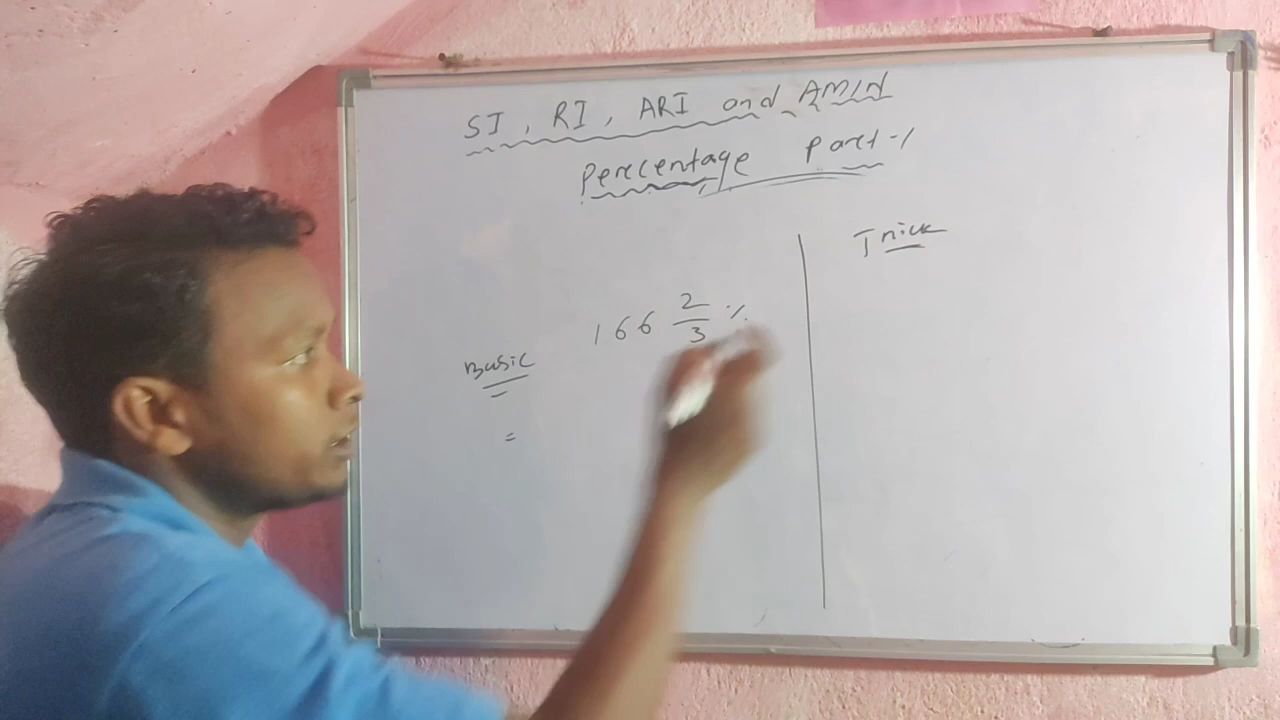 SI, RI, ARI and AMIN
Percentage Part-1
Trick
166 2/3 %
Basic
=